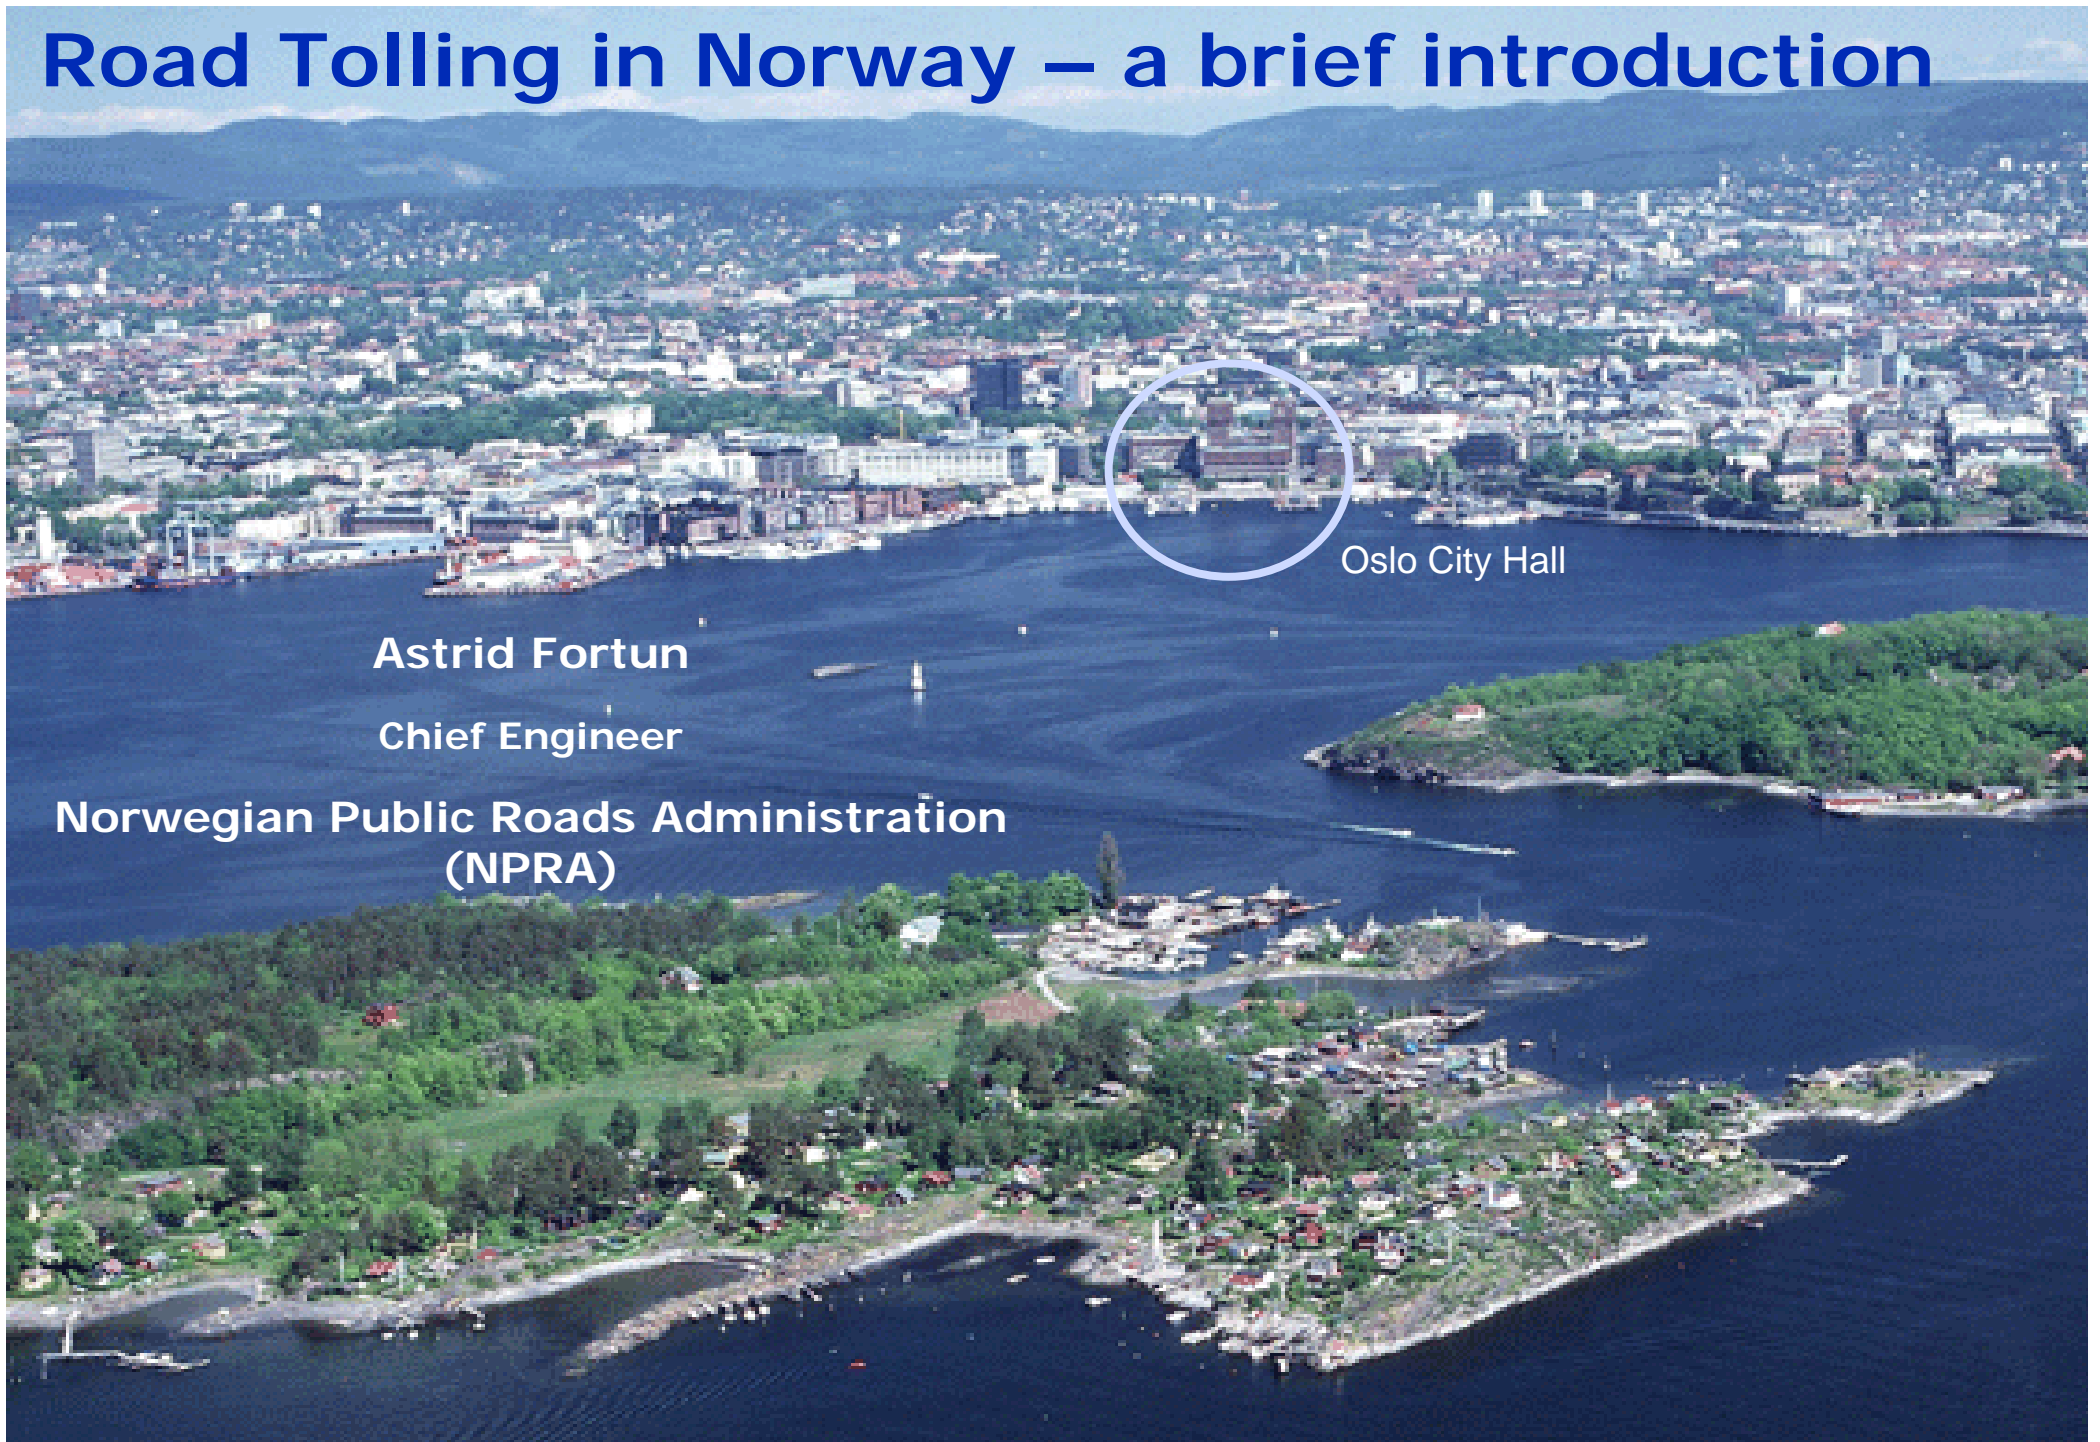 Road Tolling in Norway – a brief introduction
Oslo City Hall
Astrid Fortun
Chief Engineer
Norwegian Public Roads Administration
(NPRA)